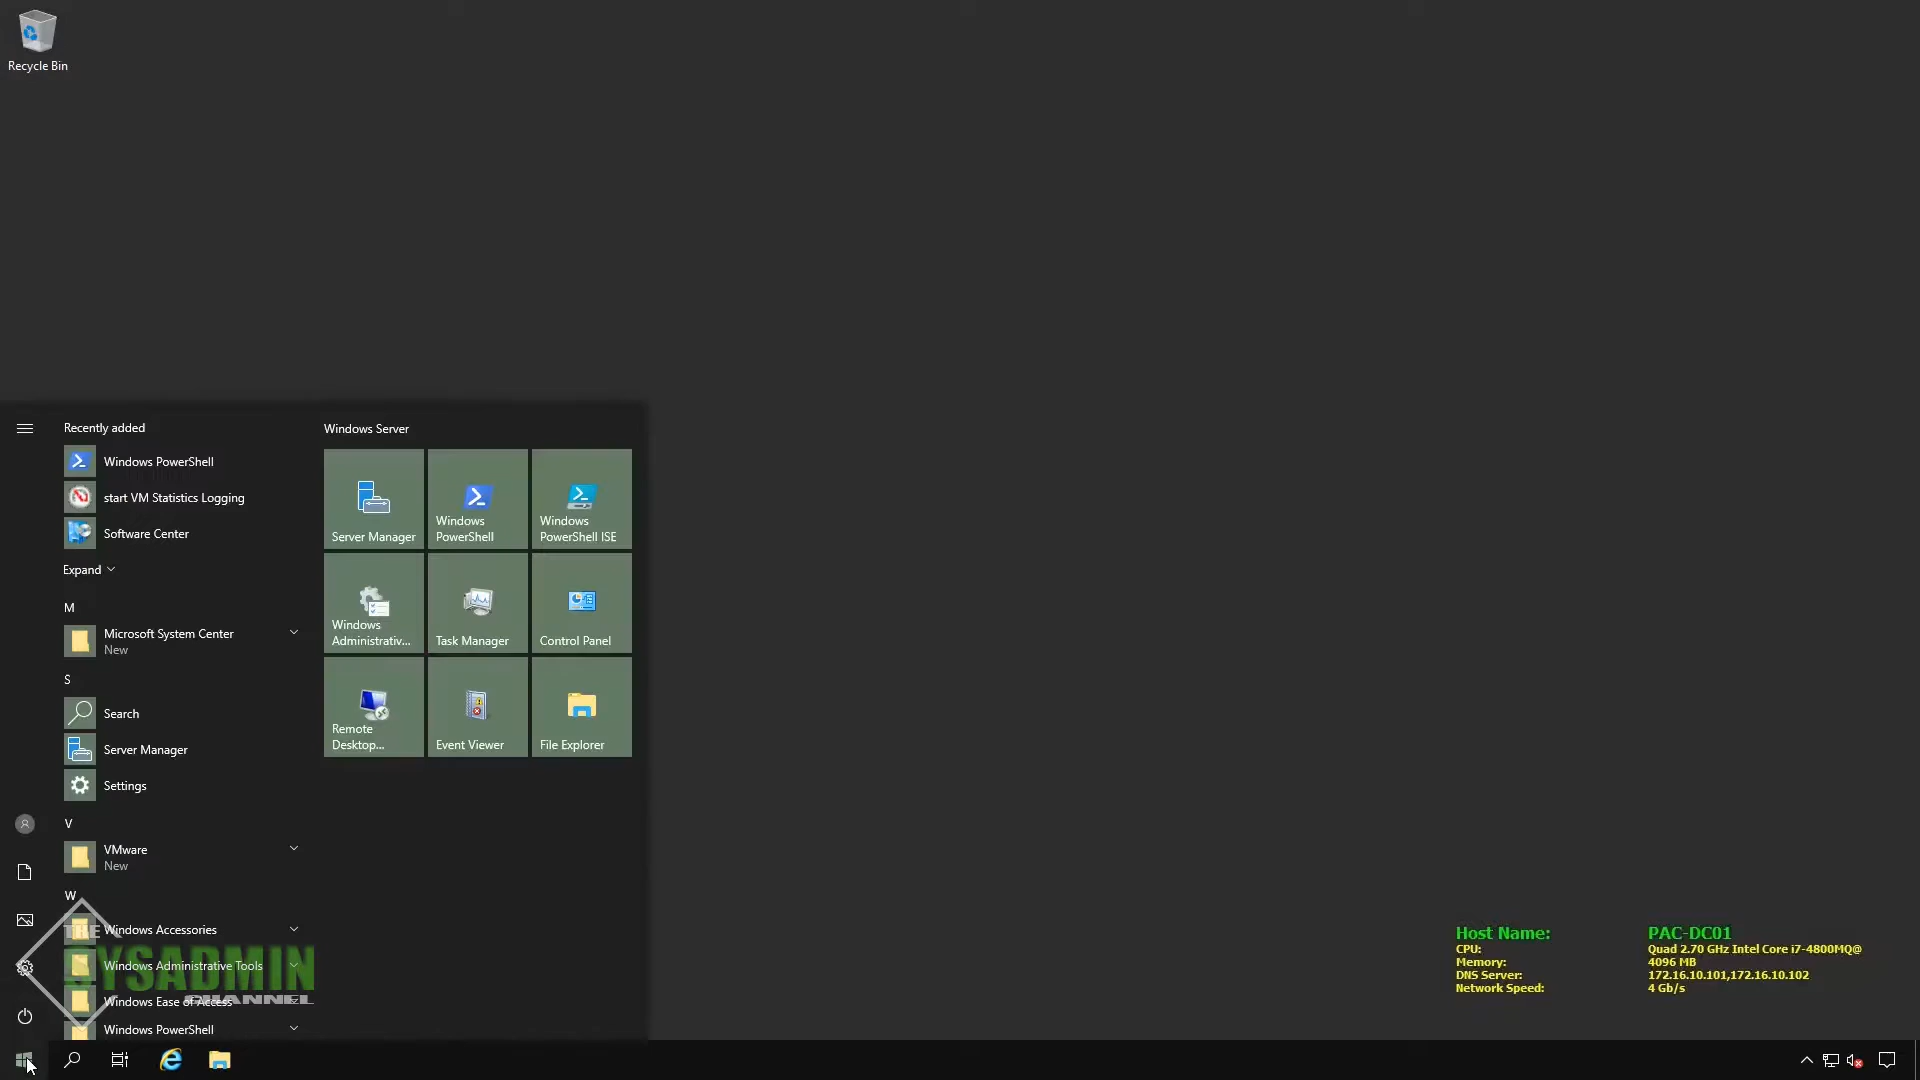 Recycle Bin
Recently added
Windows PowerShell
start VM Statistics Logging
Software Center
Expand
M
Microsoft System Center
New
S
Search
Server Manager
Settings
V
VMware
New
W
Windows Accessories
Windows Administrative Tools
Windows Ease of Access
Windows PowerShell
THE
SYSADMIN
CHANNEL
Windows Server
Server Manager
Windows
PowerShell
Windows
PowerShell ISE
Windows
Administrativ...
Task Manager
Control Panel
Remote
Desktop...
Event Viewer
File Explorer
Host Name: PAC-DC01
CPU: Quad 2.70 GHz Intel Core i7-4800MQ@
Memory: 4096 MB
DNS Server: 172.16.10.101,172.16.10.102
Network Speed: 4 Gb/s